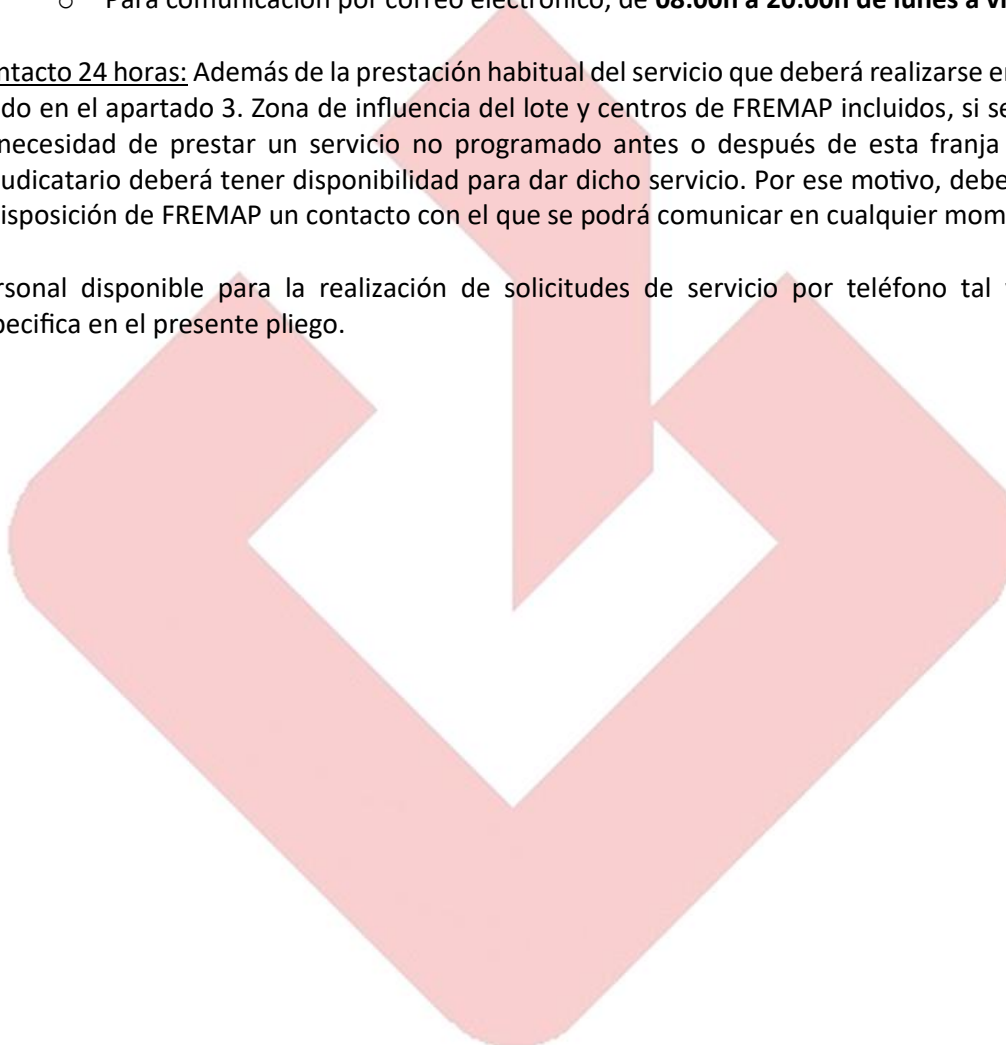 o Para comunicación por correo electrónico, de 08:00h a 20:00h de lunes a
ntacto 24 horas: Además de la prestación habitual del servicio que deberá realizarse
do en el apartado 3. Zona de influencia del lote y centros de FREMAP incluidos, si se
necesidad de prestar un servicio no programado antes o después de esta franja
udicatario deberá tener disponibilidad para dar dicho servicio. Por ese motivo,
isposición de FREMAP un contacto con el que se podrá comunicar en cualquier
rsonal disponible para la realización de solicitudes de servicio por teléfono tal
pecifica en el presente pliego.